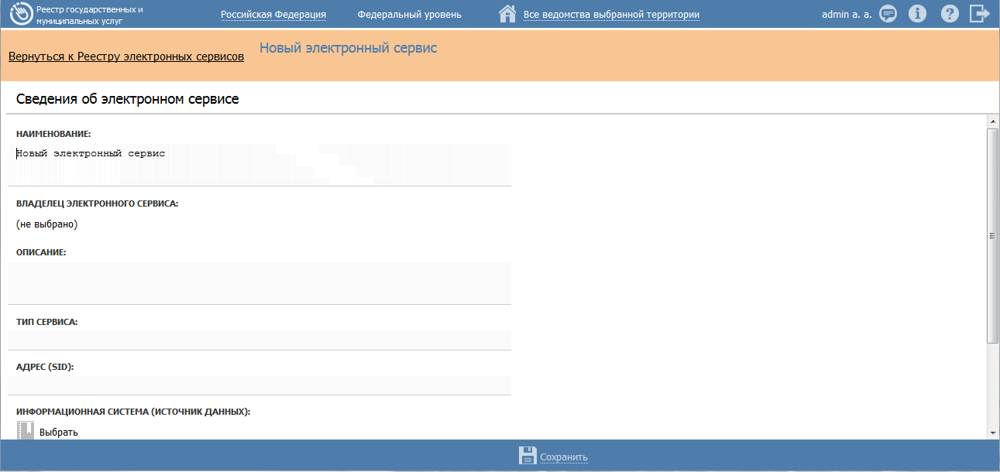 Реестр государственных и
муниципальных услуг
Российская Федерация
Федеральный уровень
Все ведомства выбранной территории
admin a. a.
Вернуться к Реестру электронных сервисов
Новый электронный сервис
Сведения об электронном сервисе
НАИМЕНОВАНИЕ:
Новый электронный сервис
ВЛАДЕЛЕЦ ЭЛЕКТРОННОГО СЕРВИСА:
(не выбрано)
ОПИСАНИЕ:
ТИП СЕРВИСА:
АДРЕС (SID):
ИНФОРМАЦИОННАЯ СИСТЕМА (ИСТОЧНИК ДАННЫХ):
Выбрать
Сохранить